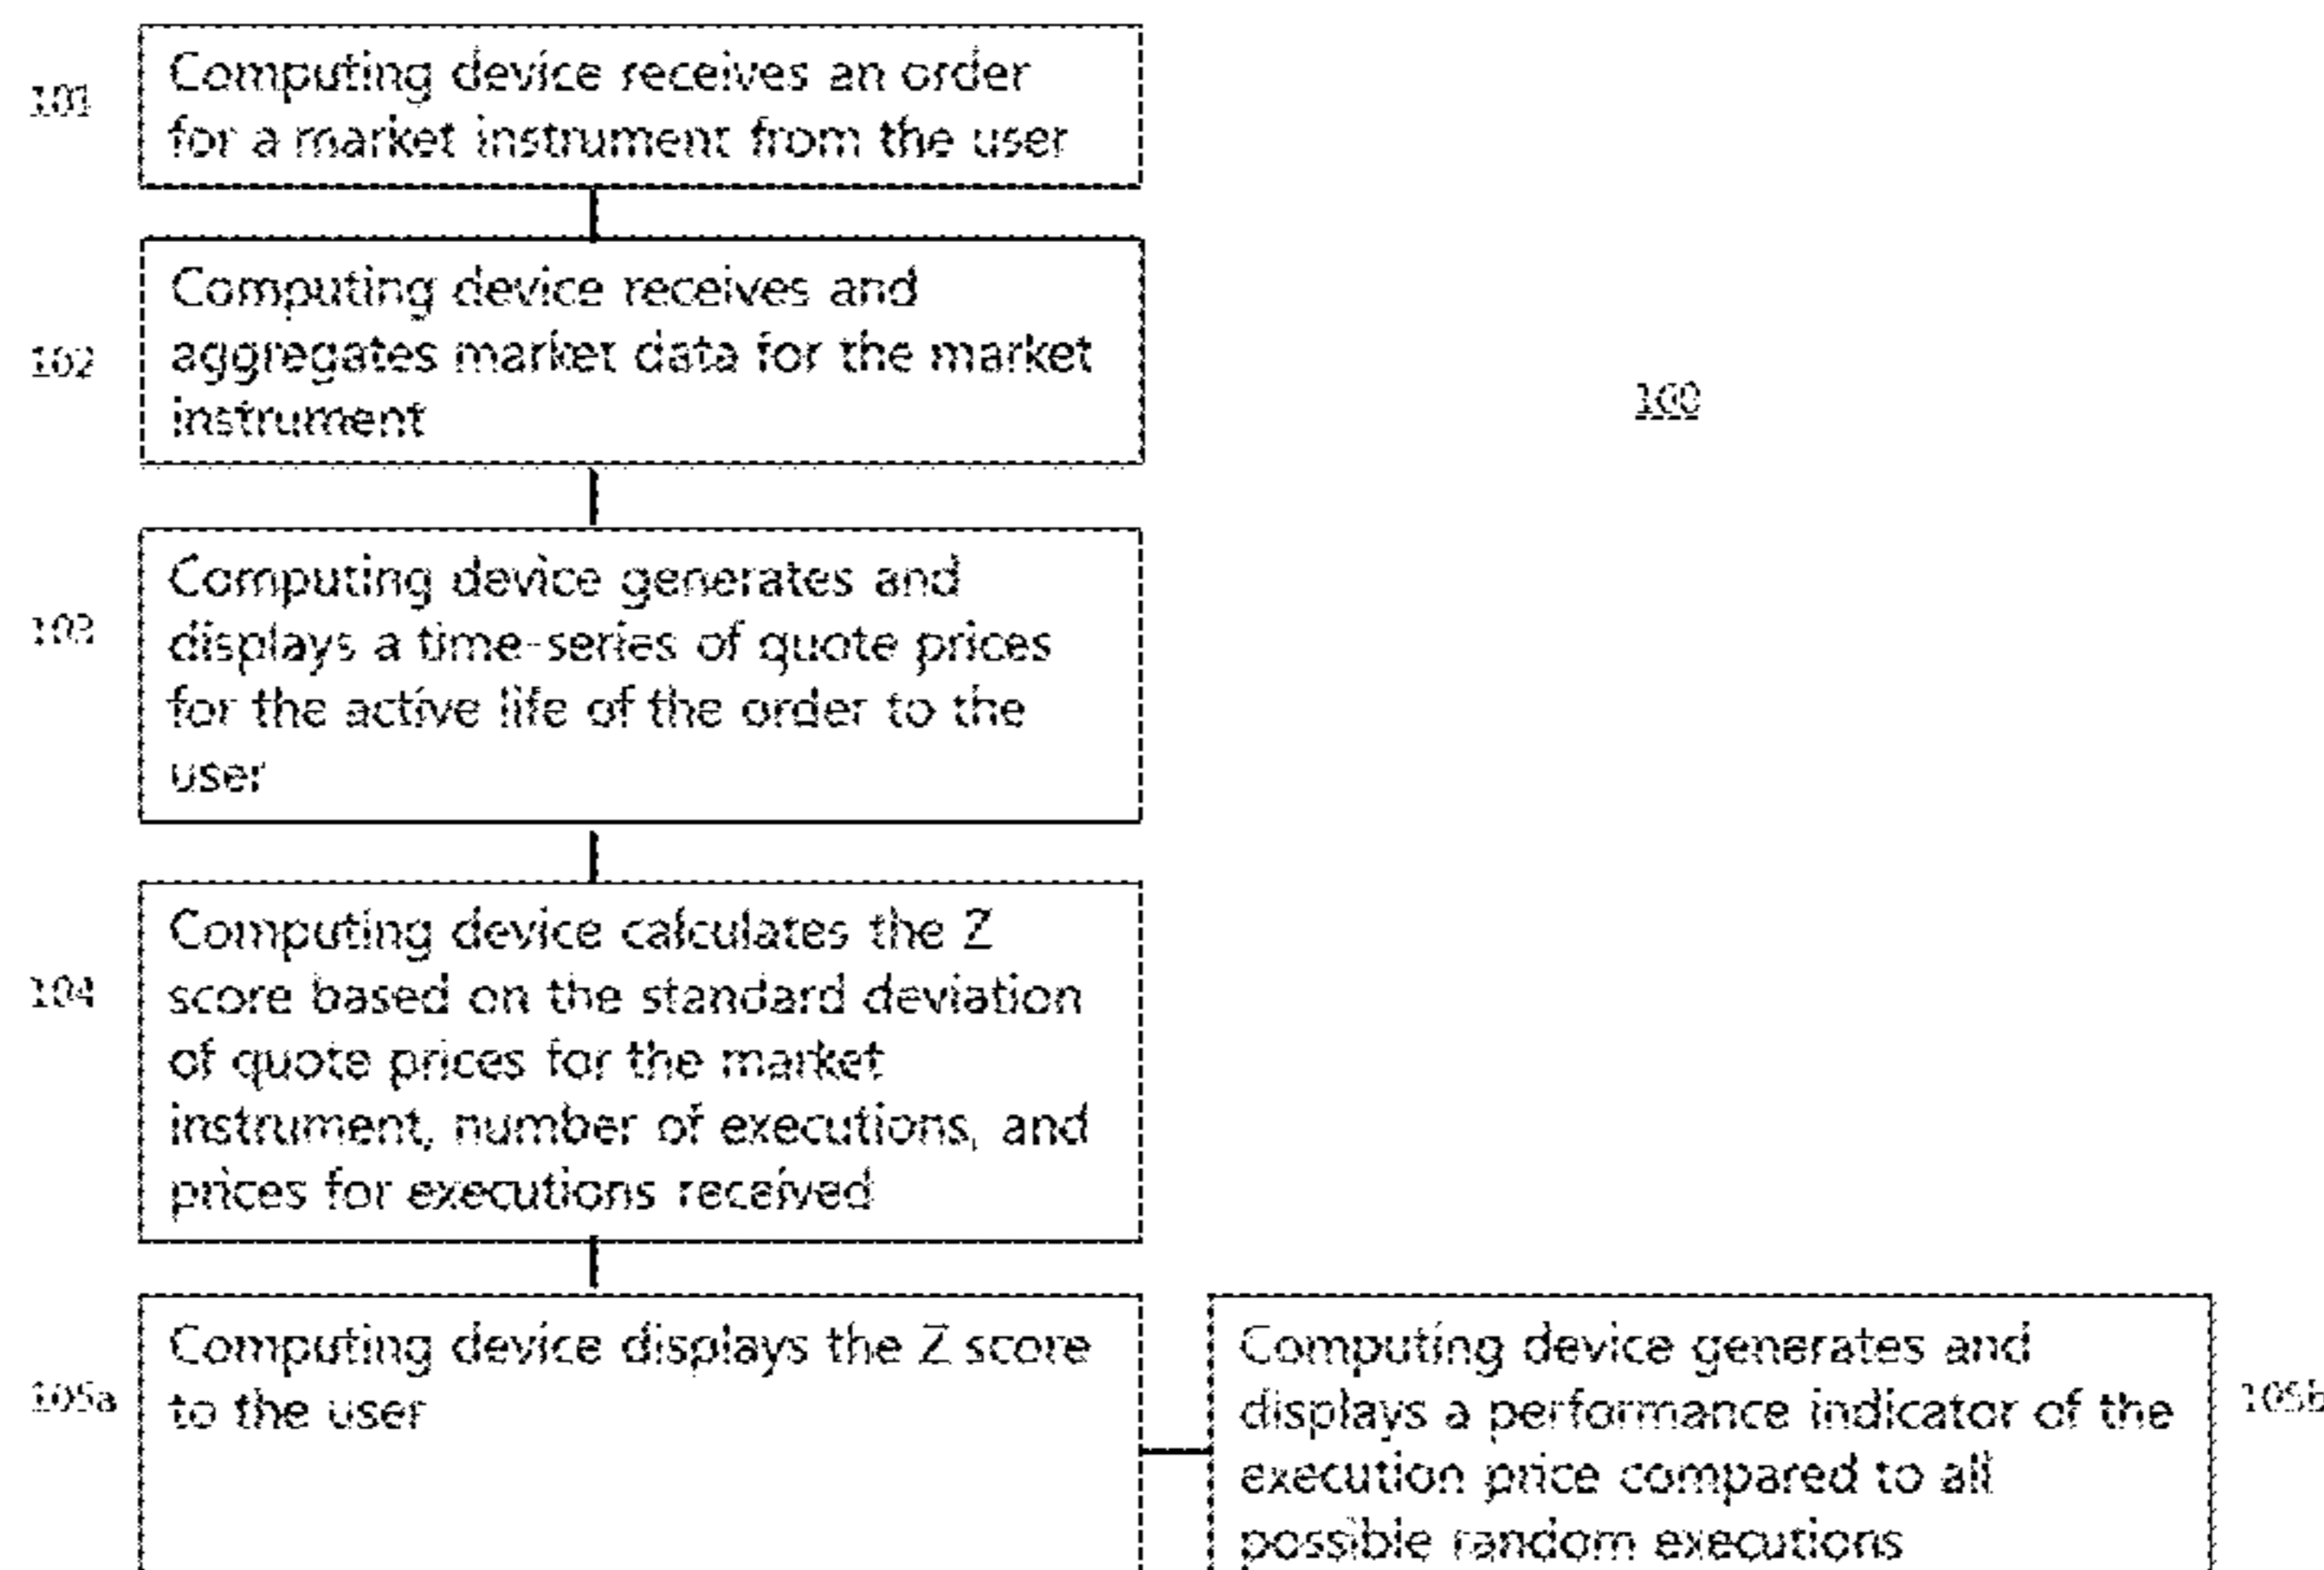 101
Computing device receives an order
for a market instrument from the user
102
Computing device receives and
aggregates market data for the market
instrument
100
103
Computing device generates and
displays a time-series of quote prices
for the active life of the order to the
user
104
Computing device calculates the Z
score based on the standard deviation
of quote prices for the market
instrument, number of executions, and
prices for executions received
105a
Computing device displays the Z score
to the user
Computing device generates and
displays a performance indicator of the
execution price compared to all
possible random executions
105b